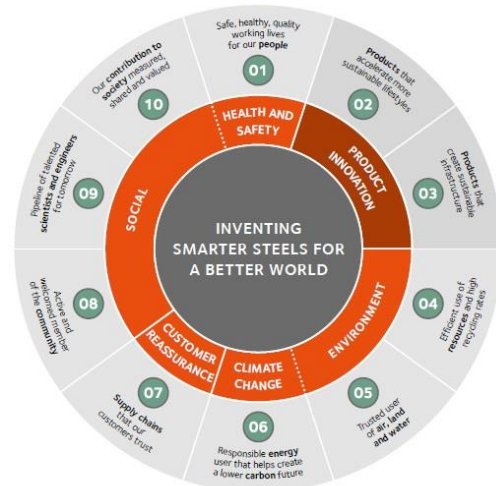 Safe, healthy, quality
working lives
for our people
01
Products that
accelerate more
sustainable lifestyles
02
Products that
create sustainable
infrastructure
03
Efficient use of
resources and high
recycling rates
04
Trusted user
of air, land
and water
05
Responsible energy
user that helps create
a lower carbon future
06
Supply chains
that our
customers trust
07
Active and
welcomed member
of the community
08
Pipeline of talented
scientists and engineers
for tomorrow
09
Our contribution to
society measured,
shared and valued
10
HEALTH AND
SAFETY
PRODUCT
INNOVATION
ENVIRONMENT
CLIMATE
CHANGE
CUSTOMER
REASSURANCE
SOCIAL
INVENTING
SMARTER STEELS FOR
A BETTER WORLD